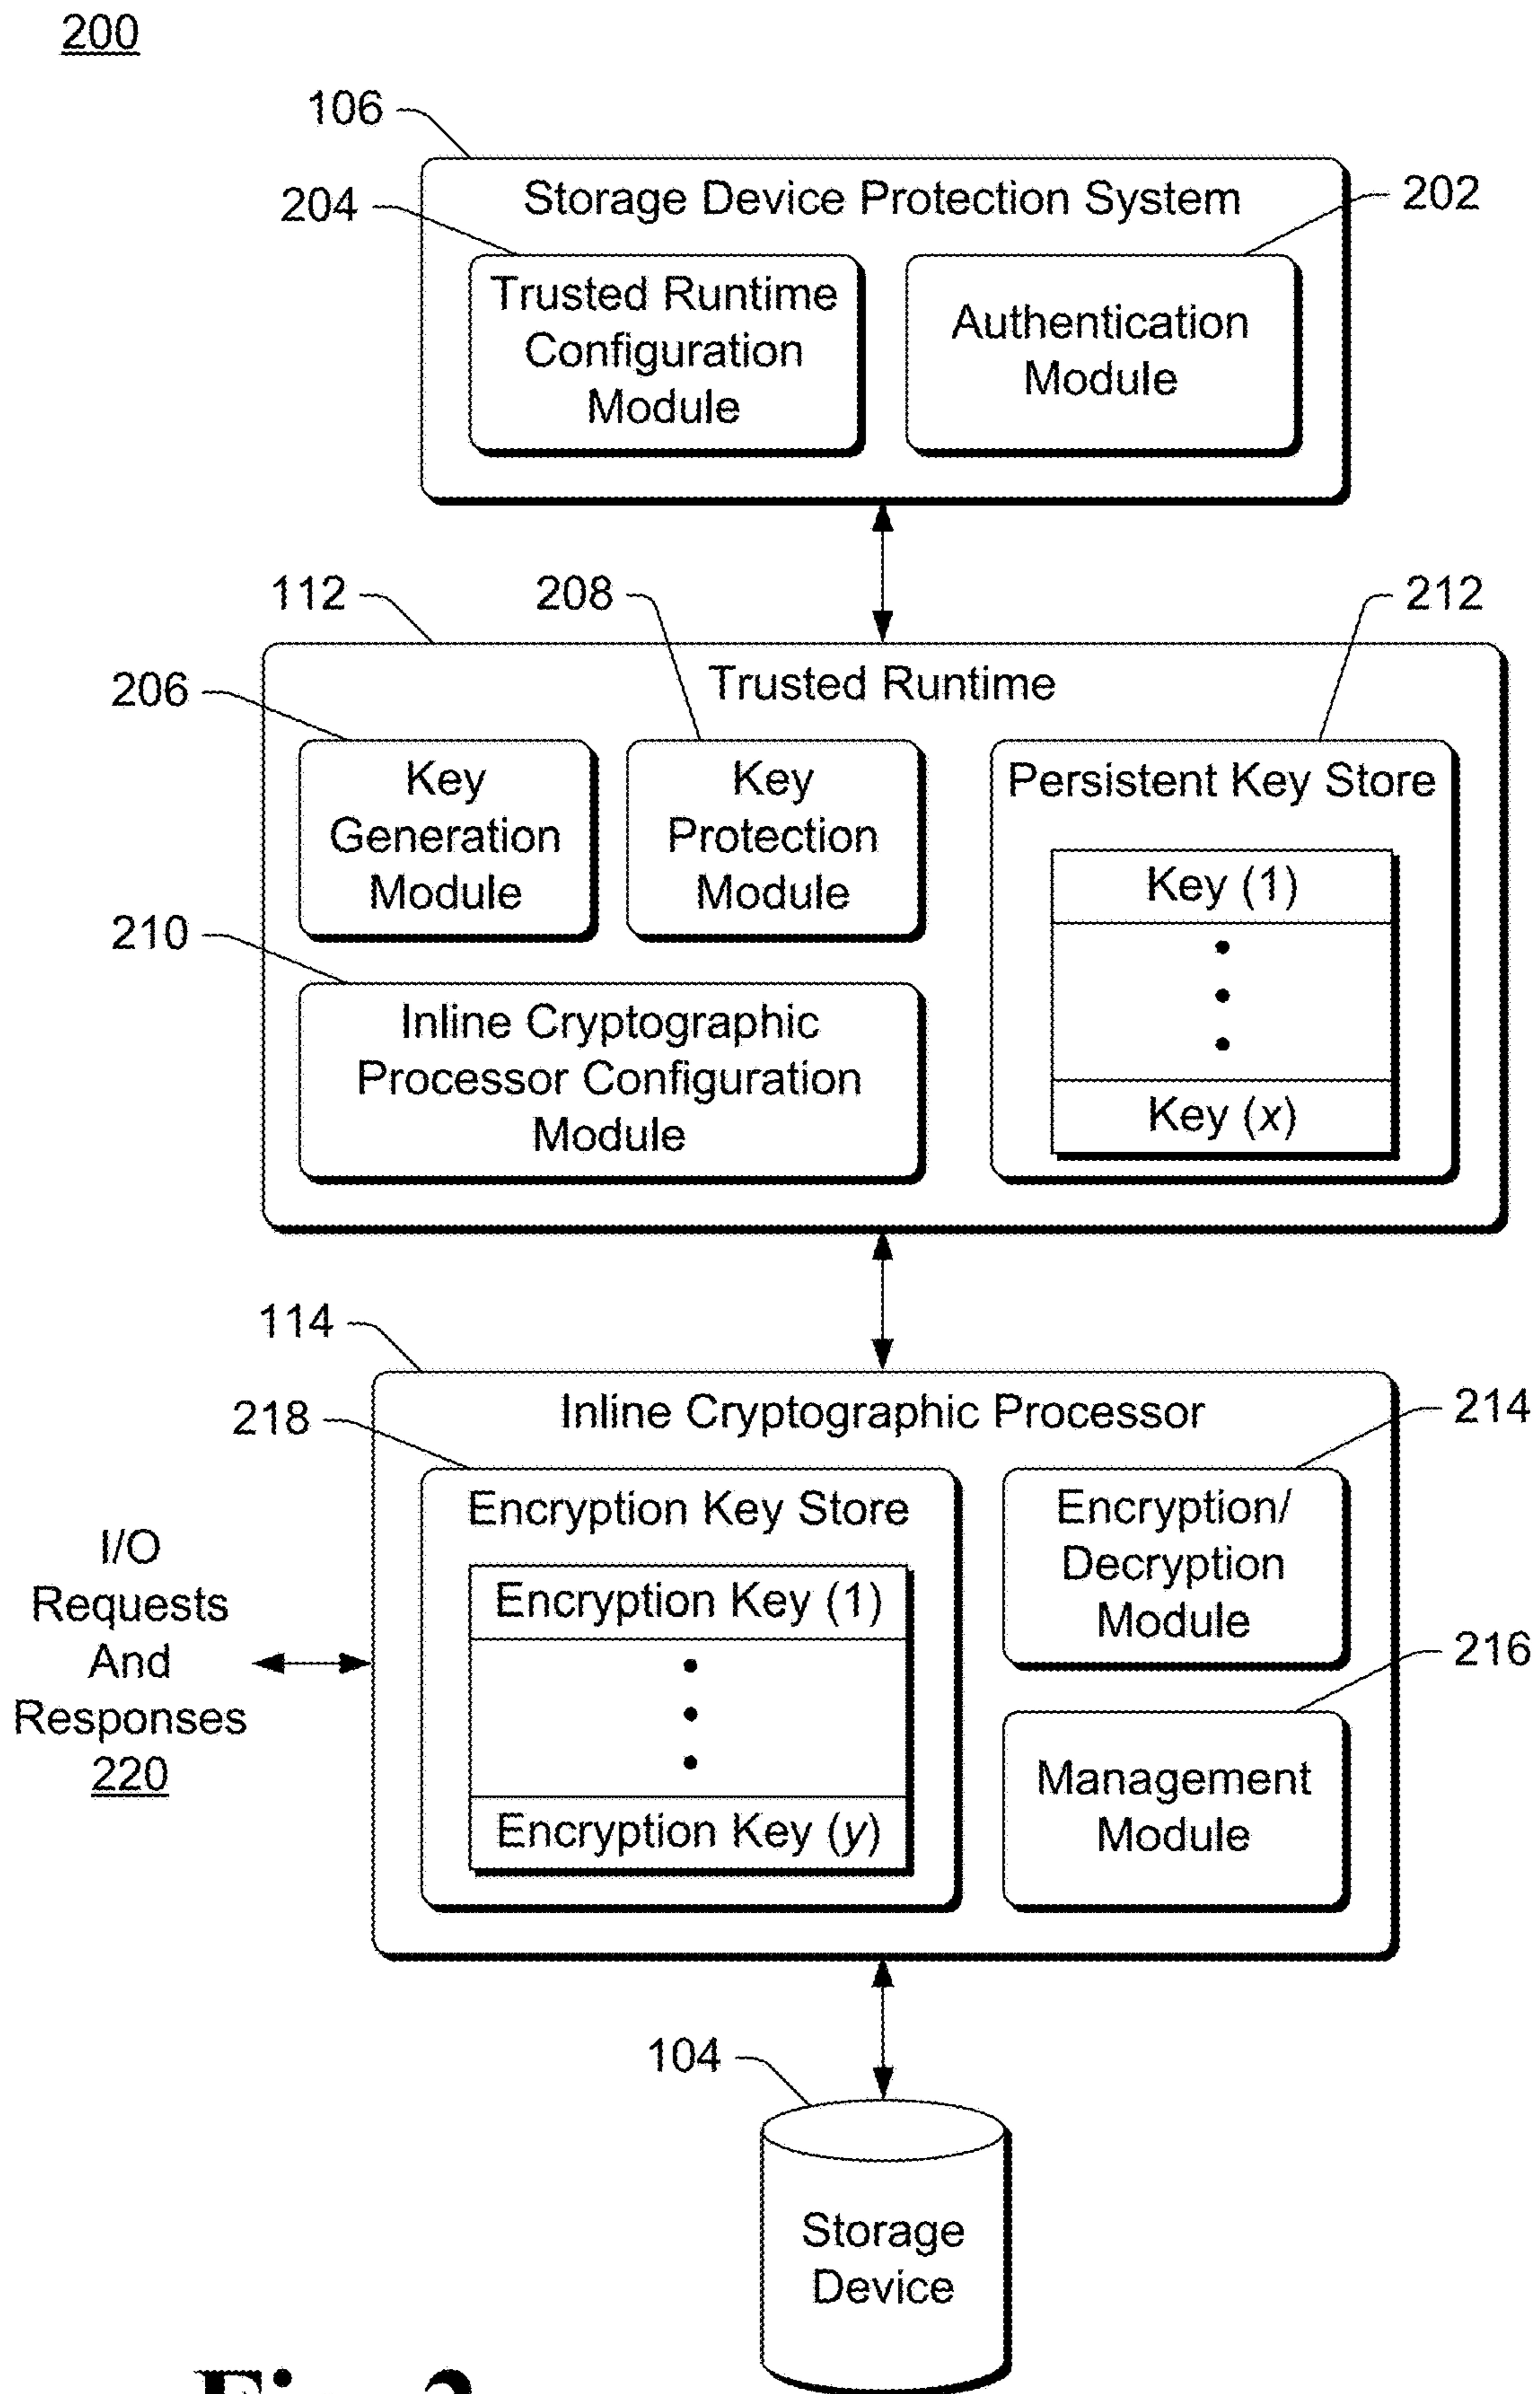 200
106
204
Storage Device Protection System
202
Trusted Runtime
Configuration
Module
Authentication
Module
112
208
212
206
Trusted Runtime
Key
Generation
Module
Key
Protection
Module
Persistent Key Store
Key (1)
Key (x)
210
Inline Cryptographic
Processor Configuration
Module
114
218
Inline Cryptographic Processor
214
Encryption Key Store
Encryption Key (1)
Encryption Key (y)
Encryption/
Decryption
Module
216
Management
Module
I/O
Requests
And
Responses
220
104
Storage
Device
Fig. 2